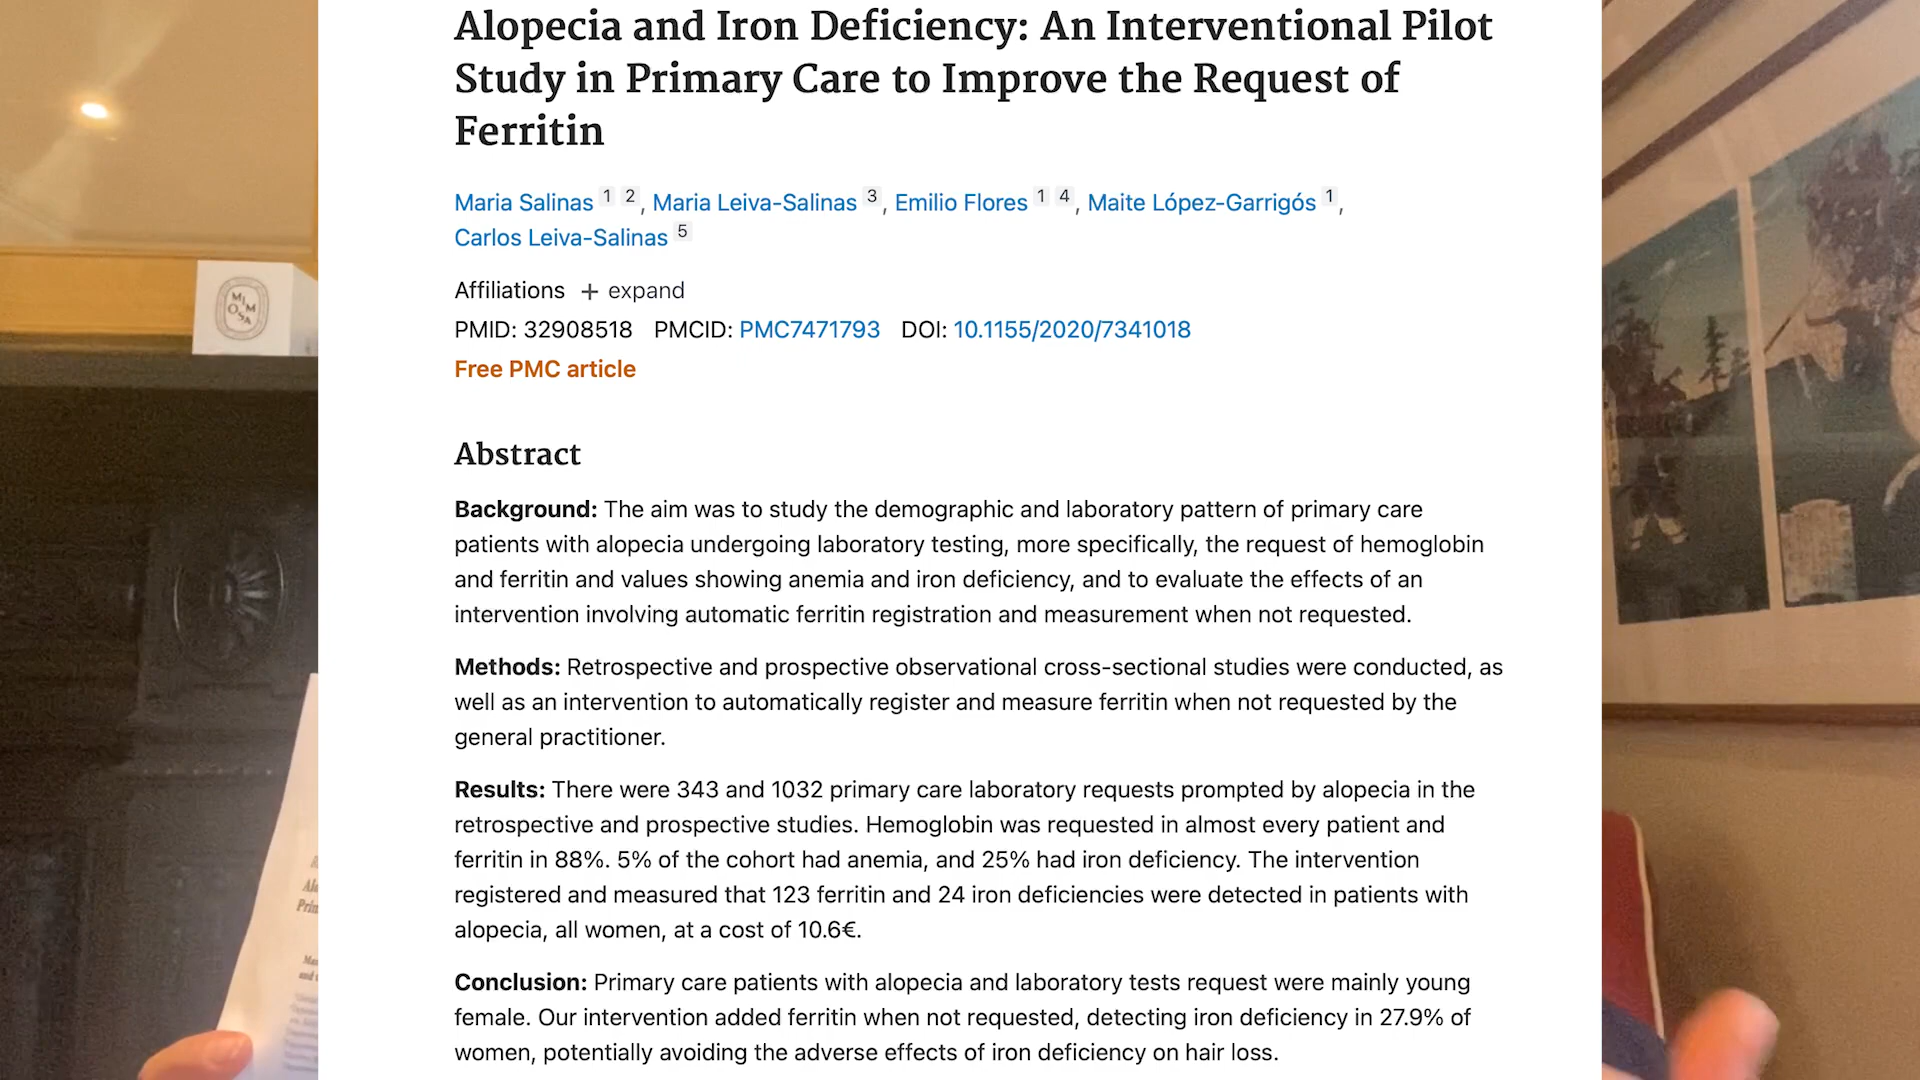 Alopecia and Iron Deficiency: An Interventional Pilot
Study in Primary Care to Improve the Request of
Ferritin
Maria Salinas 1 2, Maria Leiva-Salinas 3, Emilio Flores 1 4, Maite López-Garrigós 1,
Carlos Leiva-Salinas 5
Affiliations + expand
PMID: 32908518 PMCID: PMC7471793 DOI: 10.1155/2020/7341018
Free PMC article
Abstract
Background: The aim was to study the demographic and laboratory pattern of primary care
patients with alopecia undergoing laboratory testing, more specifically, the request of hemoglobin
and ferritin and values showing anemia and iron deficiency, and to evaluate the effects of an
intervention involving automatic ferritin registration and measurement when not requested.
Methods: Retrospective and prospective observational cross-sectional studies were conducted, as
well as an intervention to automatically register and measure ferritin when not requested by the
general practitioner.
Results: There were 343 and 1032 primary care laboratory requests prompted by alopecia in the
retrospective and prospective studies. Hemoglobin was requested in almost every patient and
ferritin in 88%. 5% of the cohort had anemia, and 25% had iron deficiency. The intervention
registered and measured that 123 ferritin and 24 iron deficiencies were detected in patients with
alopecia, all women, at a cost of 10.6€.
Conclusion: Primary care patients with alopecia and laboratory tests request were mainly young
female. Our intervention added ferritin when not requested, detecting iron deficiency in 27.9% of
women, potentially avoiding the adverse effects of iron deficiency on hair loss.
MIM
OSA